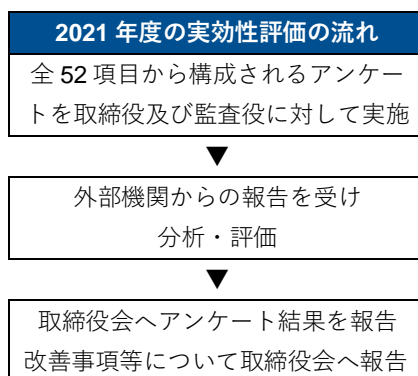 2021 年度の実効性評価の流れ
全 52 項目から構成されるアンケー
トを取締役及び監査役に対して実施
▼
外部機関からの報告を受け
分析・評価
▼
取締役会へアンケート結果を報告
改善事項等について取締役会へ報告